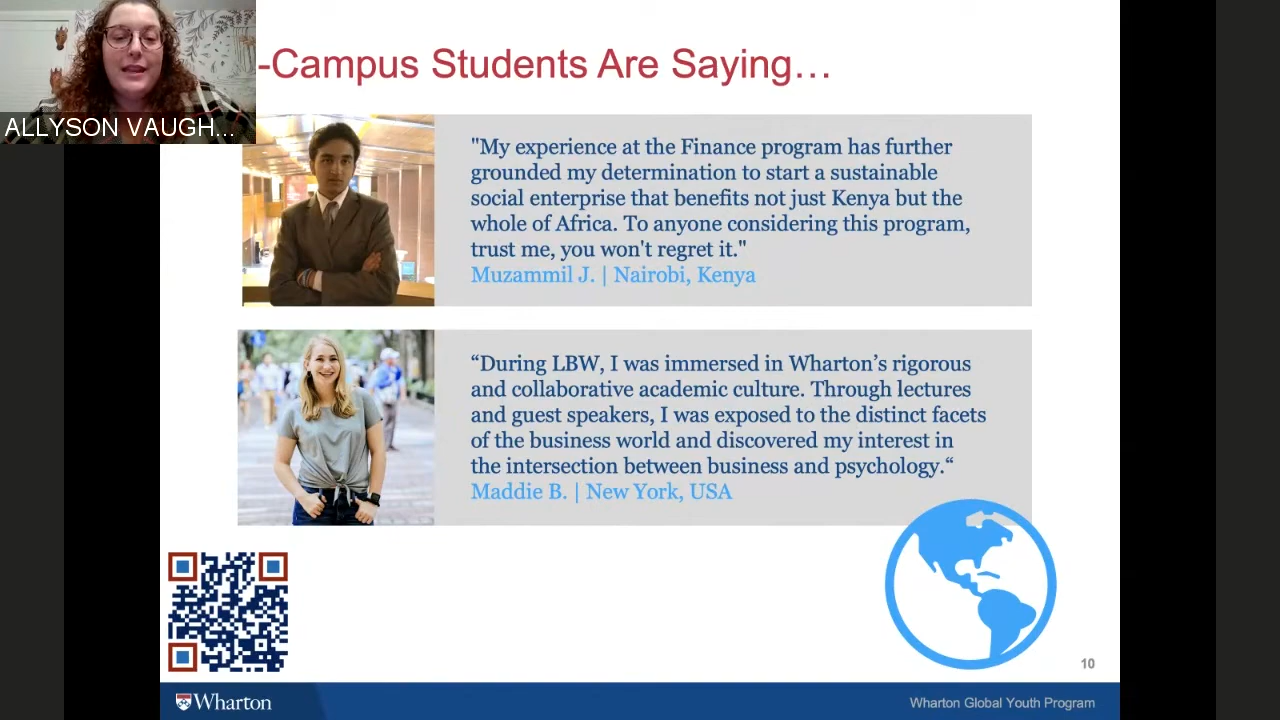 -Campus Students Are Saying…
ALLYSON VAUGH...
"My experience at the Finance program has further
grounded my determination to start a sustainable
social enterprise that benefits not just Kenya but the
whole of Africa. To anyone considering this program,
trust me, you won't regret it."
Muzammil J. | Nairobi, Kenya
“During LBW, I was immersed in Wharton’s rigorous
and collaborative academic culture. Through lectures
and guest speakers, I was exposed to the distinct facets
of the business world and discovered my interest in
the intersection between business and psychology.“
Maddie B. | New York, USA
10
Wharton
Wharton Global Youth Program